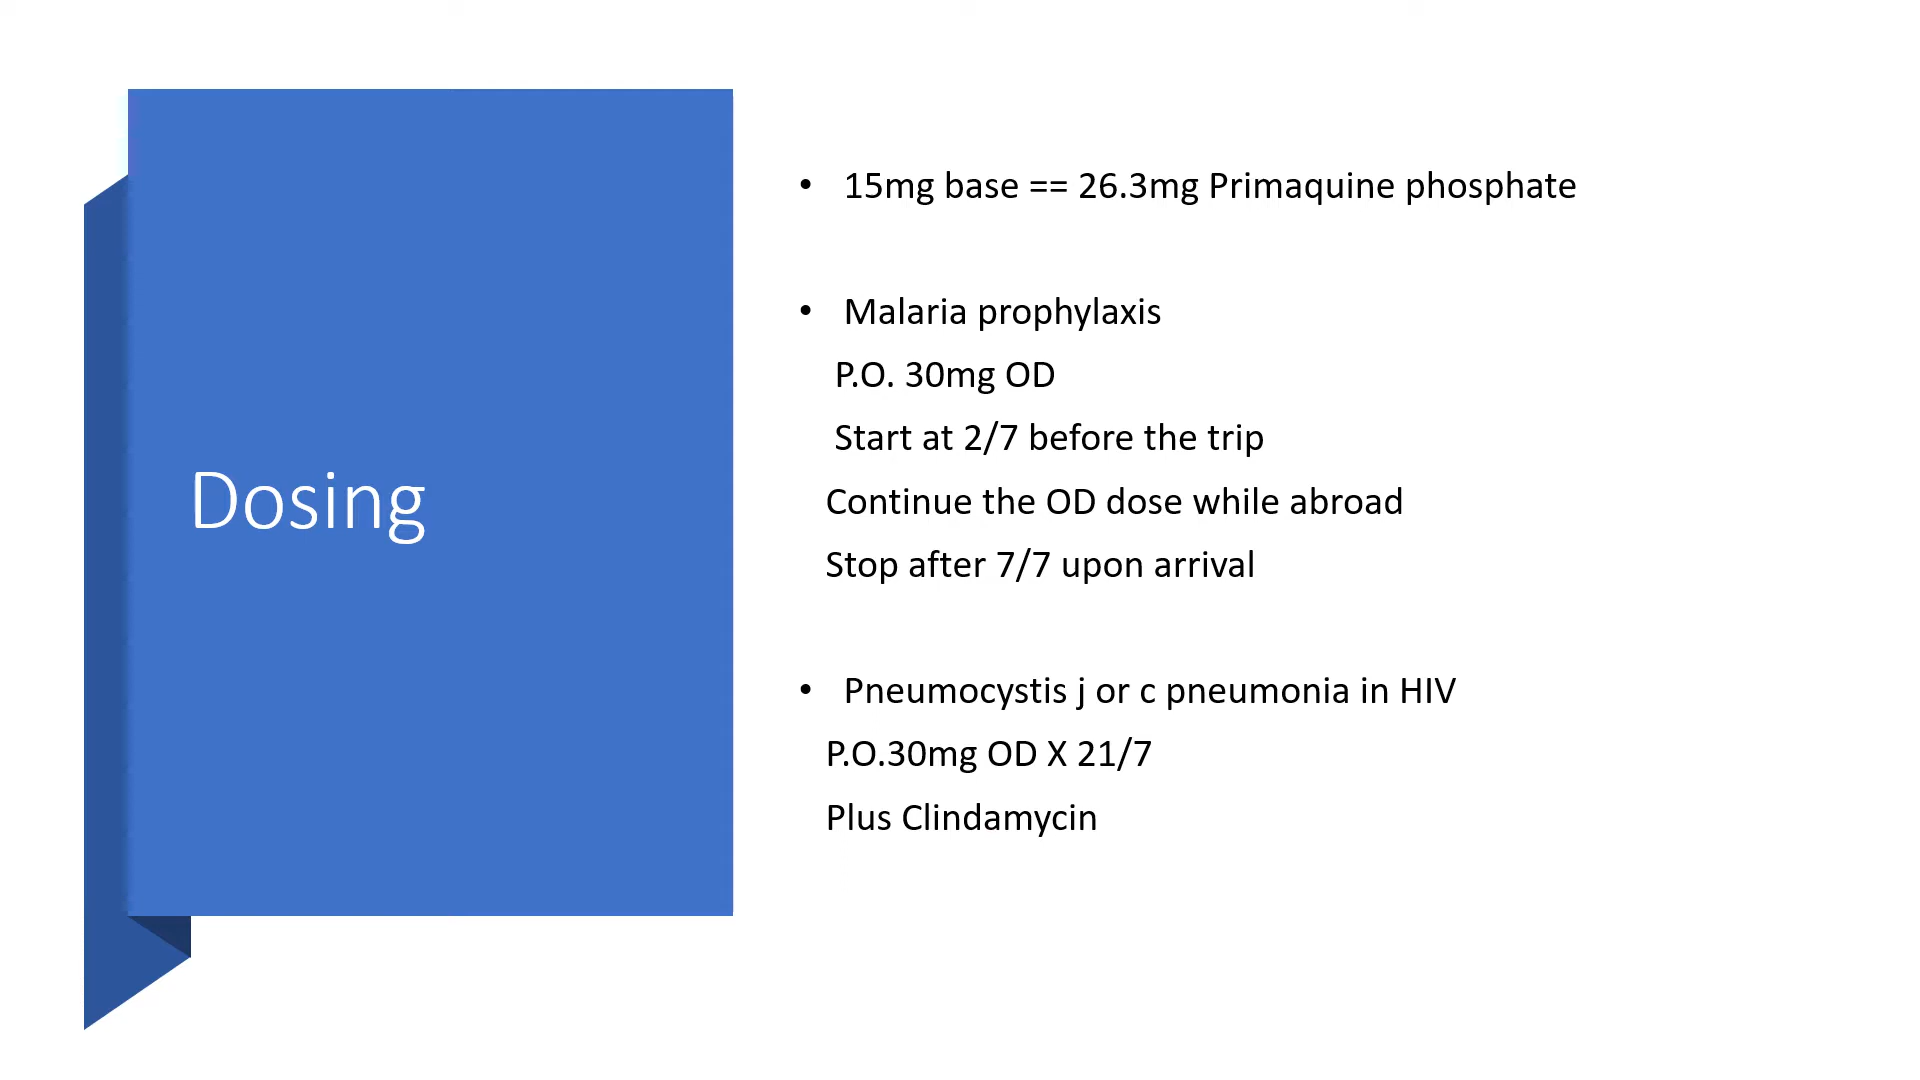 Dosing
• 15mg base == 26.3mg Primaquine phosphate
• Malaria prophylaxis
P.O. 30mg OD
Start at 2/7 before the trip
Continue the OD dose while abroad
Stop after 7/7 upon arrival
• Pneumocystis j or c pneumonia in HIV
P.O.30mg OD X 21/7
Plus Clindamycin